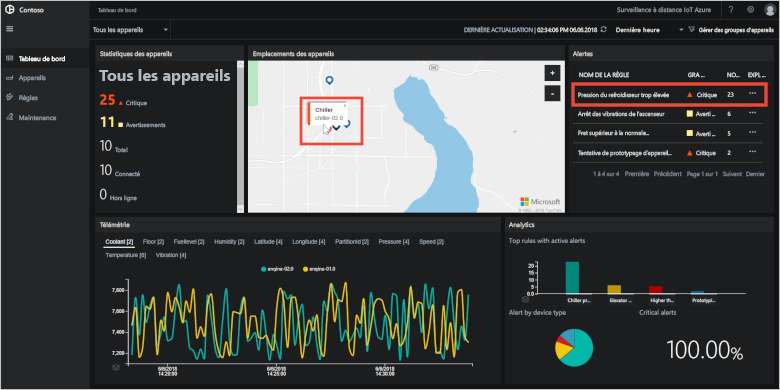 Contoso
Tableau de bord
Surveillance à distance IoT Azure
Tous les appareils
DERNIÈRE ACTUALISATION | 02:34:06 PM 06.06.2018
Dernière heure
Gérer des groupes d'appareils
Tableau de bord
Appareils
Règles
Maintenance
Statistiques des appareils
Tous les appareils
25 Critique
11 Avertissements
10 Total
10 Connecté
0 Hors ligne
Emplacements des appareils
Chiller
chiller-02.0
+
-
Microsoft
Alertes
NOM DE LA RÈGLE GRA ... NO... EXPL ...
Pression du refroidisseur trop élevée Critique 23 ...
Arrêt des vibrations de l'ascenseur Averti ... 6 ...
Pret supérieur à la normale.. Averti ... 5 ...
Tentative de prototypage d'appareil... Critique 2 ...
1 à 4 sur 4 Première Précédent Page 1 sur 1 Suivant Dernier
Télémétrie
Coolant [2] Floor [2] Fuellevel [2] Humidity [2] Latitude [4] Longitude [4] PartitionId [2] Pressure [4] Speed [2]
Temperature [8] Vibration [4]
engine-02.0 engine-01.0
7,800
7,600
7,400
7,200
6/6/2018 14:20:00
6/6/2018 14:25:00
6/6/2018 14:30:00
Analytics
Top rules with active alerts
20
15
10
5
0
Chiller pr... Elevator ... Higher th... Prototypi...
Alert by device type
Critical alerts
100.00%